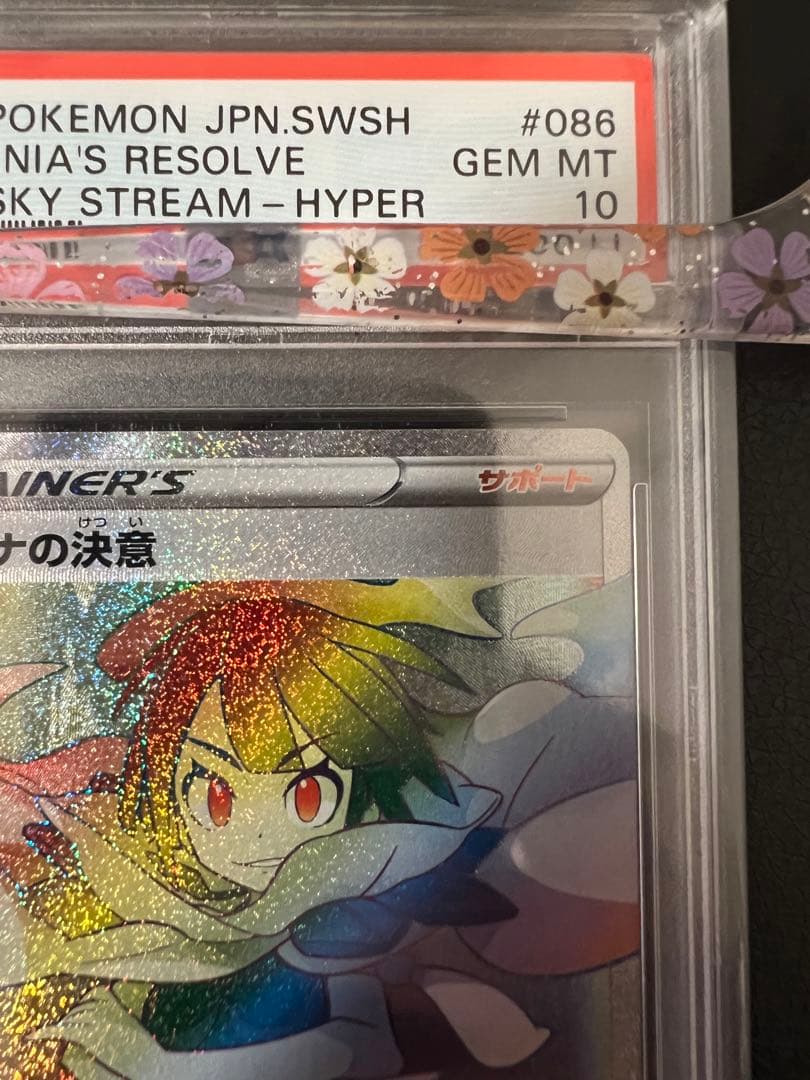 POKEMON JPN.SWSH #086
NIA'S RESOLVE GEM MT
SKY STREAM-HYPER 10
AINER'S サポート
けつ い
ナの決意